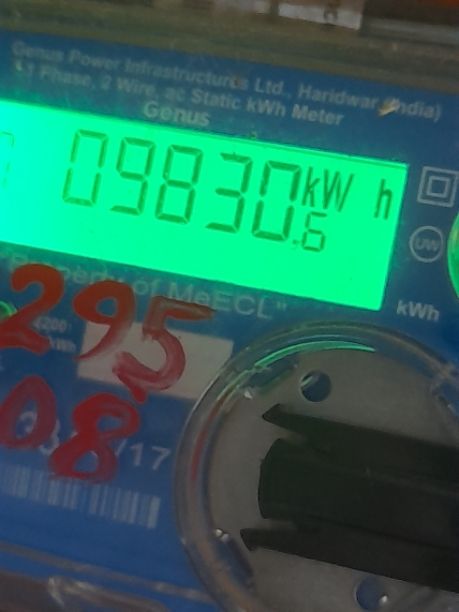 Genus Power Infrastructures Ltd., Haridwar (India)
1 Phase, 2 Wire, ac Static kWh Meter
Genus
09830.6 kW h
UW
"Property of MeECL"
kWh
295
08
/17